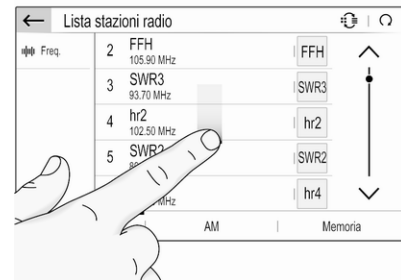 Lista stazioni radio
Freq.
2 FFH FFH
105.90 MHz
3 SWR3 SWR3
93.70 MHz
4 hr2 hr2
102.50 MHz
5 SWR2 SWR2
hr4
MHz
AM Memoria